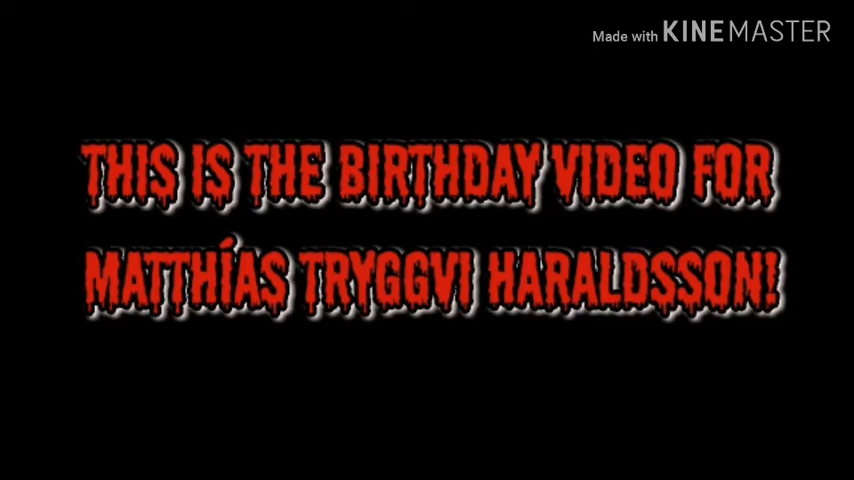 Made with KINEMASTER
THIS IS THE BIRTHDAY VIDEO FOR
MATTHÍAS TRYGGVI HARALDSSON!